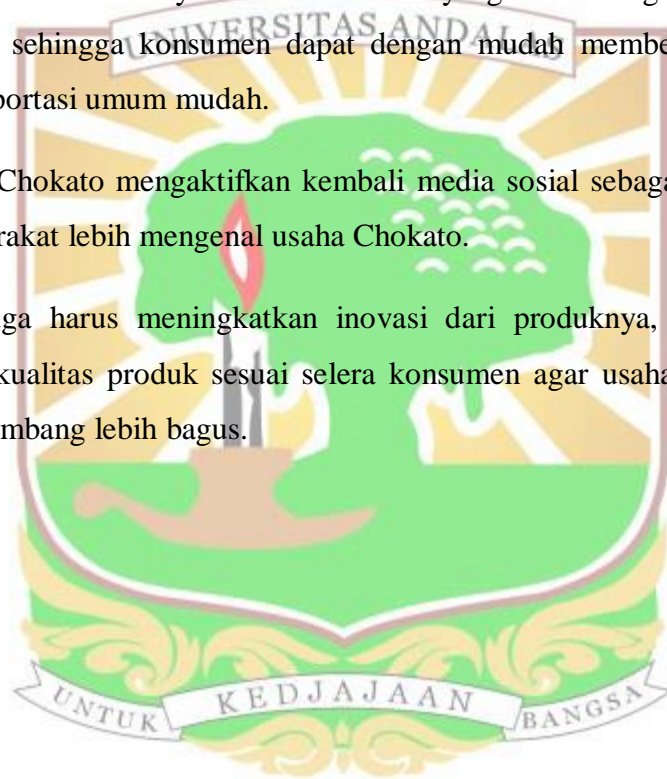 UNIVERSITAS ANDALAS
sehingga konsumen dapat dengan mudah membe
portasi umum mudah.
Chokato mengaktifkan kembali media sosial sebaga
rakat lebih mengenal usaha Chokato.
ga harus meningkatkan inovasi dari produknya,
kualitas produk sesuai selera konsumen agar usaha
mbang lebih bagus.
UNTUK KEDJAJAAN BANGSA